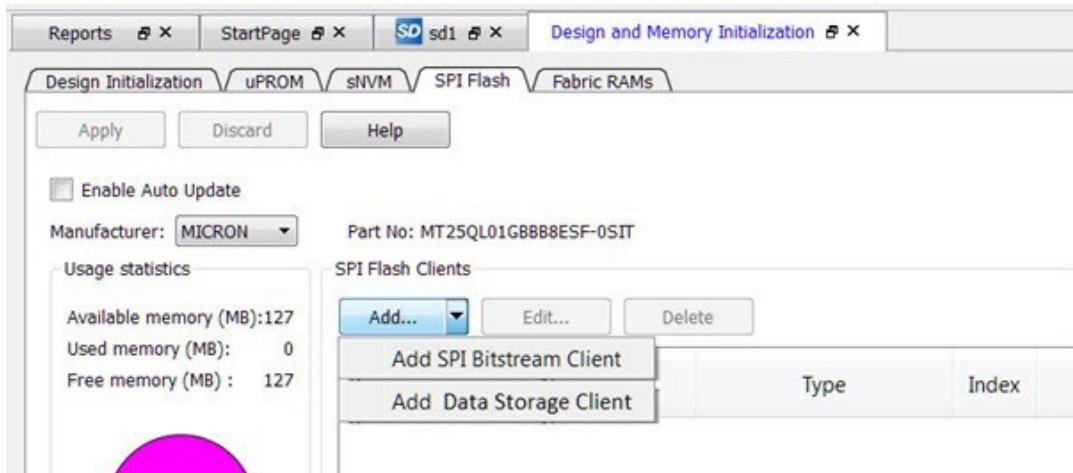 Reports StartPage SD sd1 Design and Memory Initialization
Design Initialization uPROM sNVM SPI Flash Fabric RAMs
Apply Discard Help
Enable Auto Update
Manufacturer: MICRON Part No: MT25QL01GBBB8ESF-0SIT
Usage statistics SPI Flash Clients
Available memory (MB):127 Add... Edit... Delete
Used memory (MB): 0
Add SPI Bitstream Client
Free memory (MB) : 127 Type Index
Add Data Storage Client